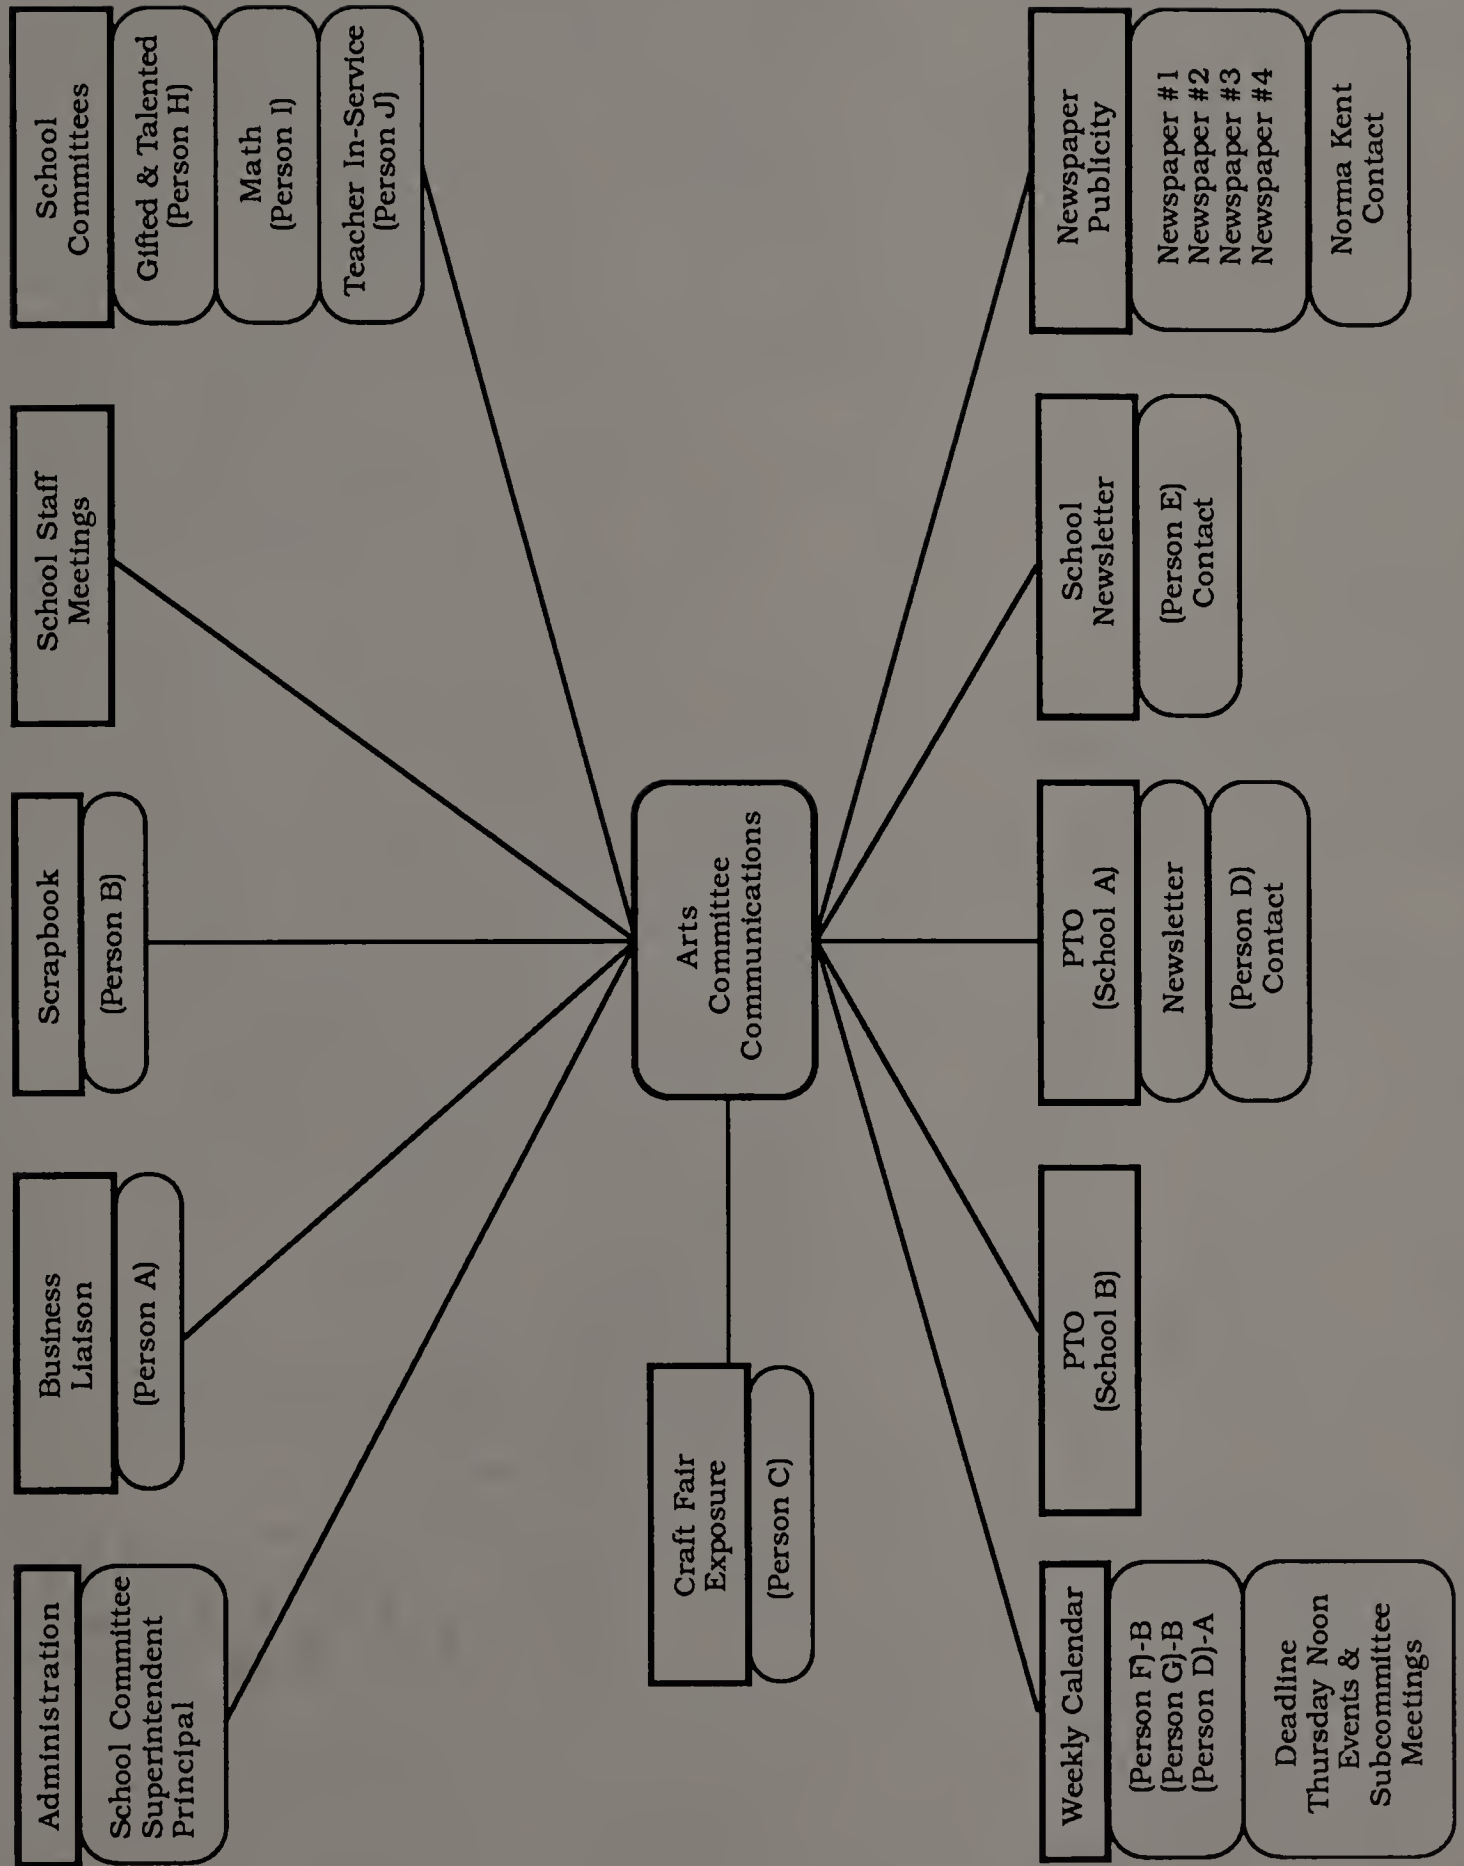 Administration
School Committee
Superintendent
Principal
Business
Liaison
(Person A)
Scrapbook
(Person B)
School Staff
Meetings
School
Committees
Gifted & Talented
(Person H)
Math
(Person I)
Teacher In-Service
(Person J)
Craft Fair
Exposure
(Person C)
Arts
Committee
Communications
Weekly Calendar
(Person F)-B
(Person G)-B
(Person D)-A
Deadline
Thursday Noon
Events &
Subcommittee
Meetings
PTO
(School B)
PTO
(School A)
Newsletter
(Person D)
Contact
School
Newsletter
(Person E)
Contact
Newspaper
Publicity
Newspaper #1
Newspaper #2
Newspaper #3
Newspaper #4
Norma Kent
Contact